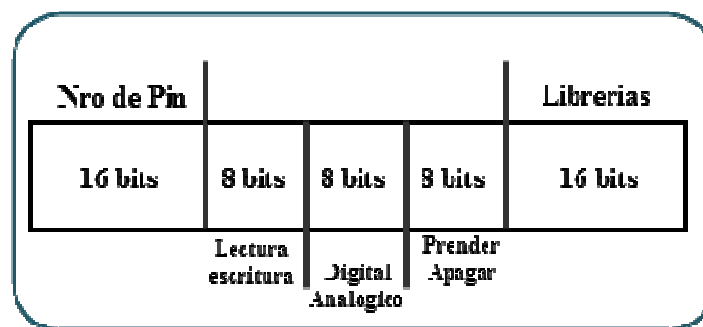 Nro de Pin
Librerias
16 bits
8 bits
8 bits
8 bits
16 bits
Lectura
escritura
Digital
Analogico
Prender
Apagar